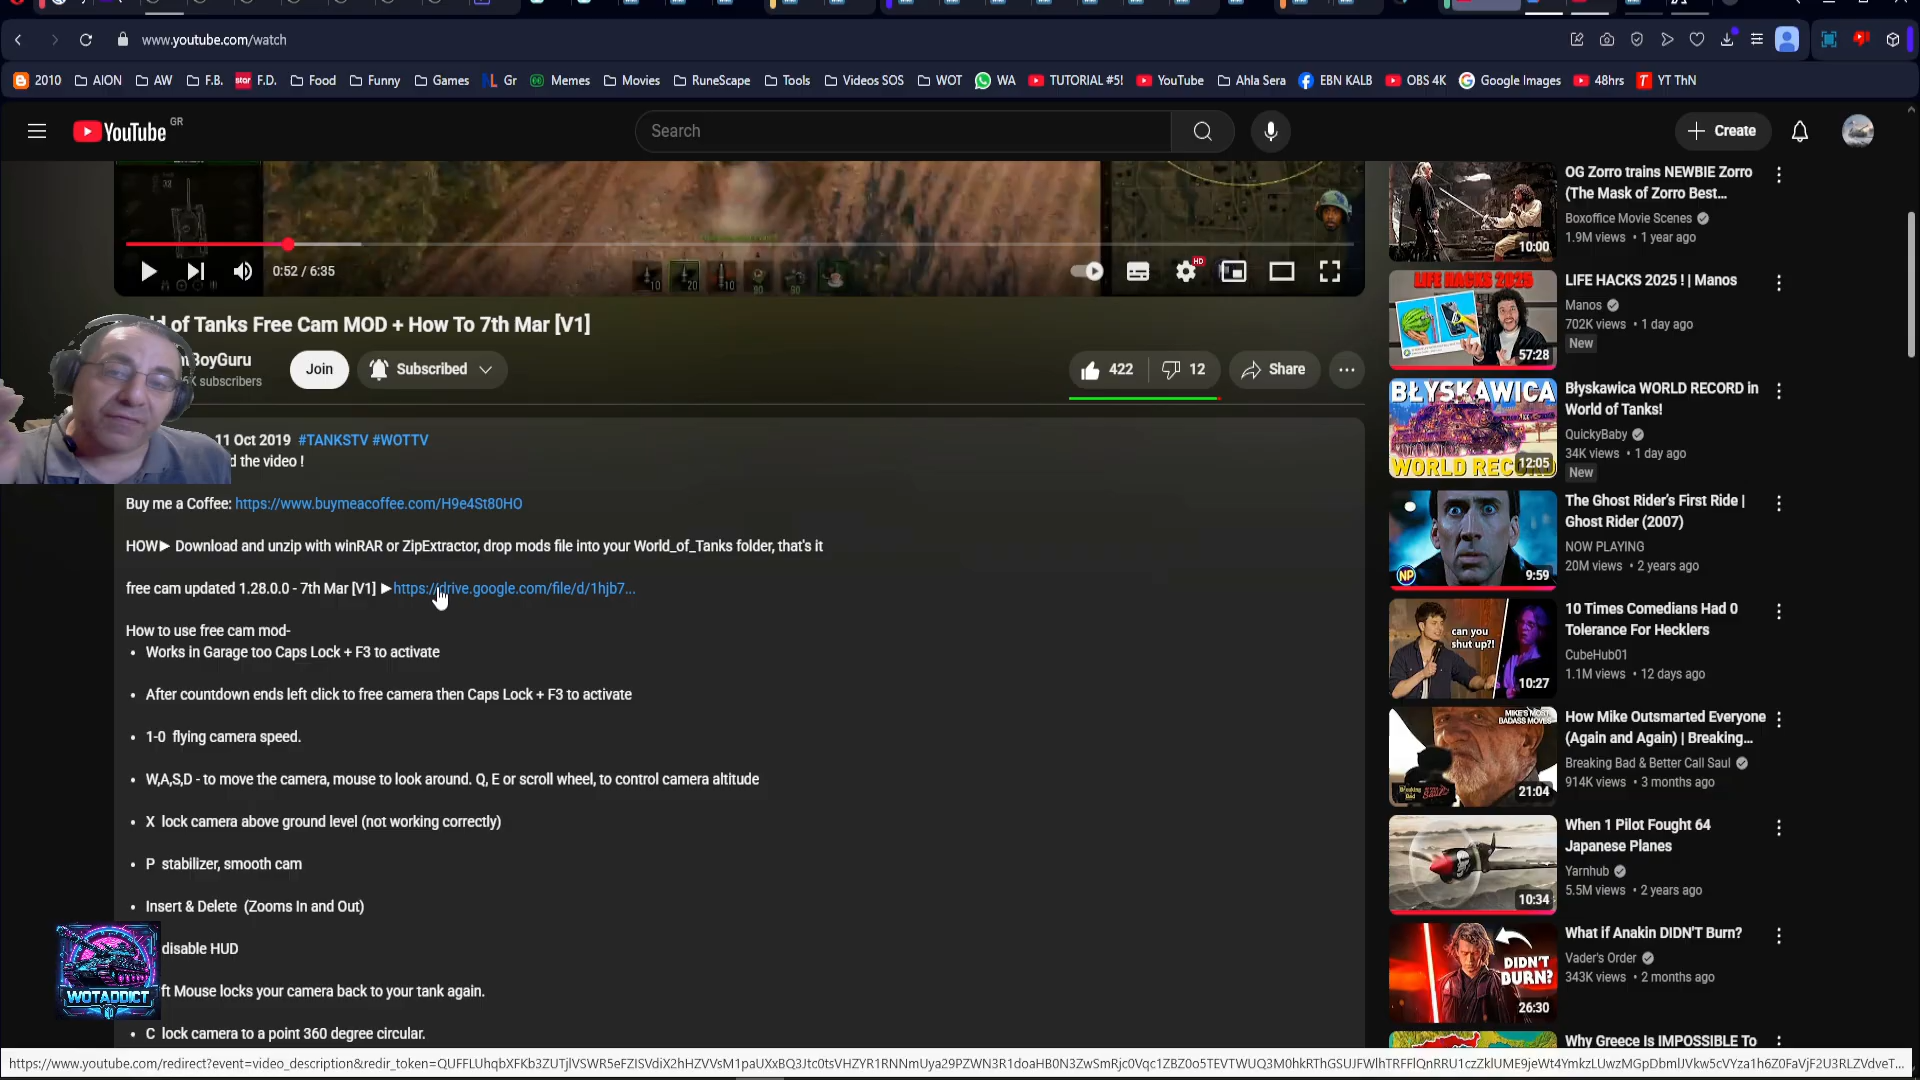 www.youtube.com/watch
2010 AION AW F.B. F.D. Food Funny Games Gr Memes Movies RuneScape Tools Videos SOS WOT WA TUTORIAL #5! YouTube Ahla Sera EBN KALB OBS 4K Google Images 48hrs YT ThN
YouTube GR
Search
Create
0:52 / 6:35
of Tanks Free Cam MOD + How To 7th Mar [V1]
BoyGuru
subscribers
Join
Subscribed
422
12
Share
11 Oct 2019 #TANKSTV #WOTTV
the video !
Buy me a Coffee: https://www.buymeacoffee.com/H9e4St80HO
HOW► Download and unzip with winRAR or ZipExtractor, drop mods file into your World_of_Tanks folder, that's it
free cam updated 1.28.0.0 - 7th Mar [V1] ►https://drive.google.com/file/d/1hjb7...
How to use free cam mod-
• Works in Garage too Caps Lock + F3 to activate
• After countdown ends left click to free camera then Caps Lock + F3 to activate
• 1-0 flying camera speed.
• W,A,S,D - to move the camera, mouse to look around. Q, E or scroll wheel, to control camera altitude
• X lock camera above ground level (not working correctly)
• P stabilizer, smooth cam
• Insert & Delete (Zooms In and Out)
disable HUD
ft Mouse locks your camera back to your tank again.
• C lock camera to a point 360 degree circular.
WOTADDICT
OG Zorro trains NEWBIE Zorro
(The Mask of Zorro Best...
Boxoffice Movie Scenes
1.9M views • 1 year ago
10:00
LIFE HACKS 2025 !
LIFE HACKS 2025 ! | Manos
Manos
702K views • 1 day ago
New
57:28
BŁYSKAWICA
WORLD RECORD
12:05
Błyskawica WORLD RECORD in
World of Tanks!
QuickyBaby
34K views • 1 day ago
New
The Ghost Rider's First Ride |
Ghost Rider (2007)
NOW PLAYING
20M views • 2 years ago
NP
9:59
can you
shut up?!
10:27
10 Times Comedians Had 0
Tolerance For Hecklers
CubeHub01
1.1M views • 12 days ago
MIKE'S MOST
BADASS MOVES
21:04
How Mike Outsmarted Everyone
(Again and Again) | Breaking...
Breaking Bad & Better Call Saul
914K views • 3 months ago
When 1 Pilot Fought 64
Japanese Planes
Yarnhub
5.5M views • 2 years ago
10:34
DIDN'T
BURN?
26:30
What if Anakin DIDN'T Burn?
Vader's Order
343K views • 2 months ago
Why Greece Is IMPOSSIBLE To